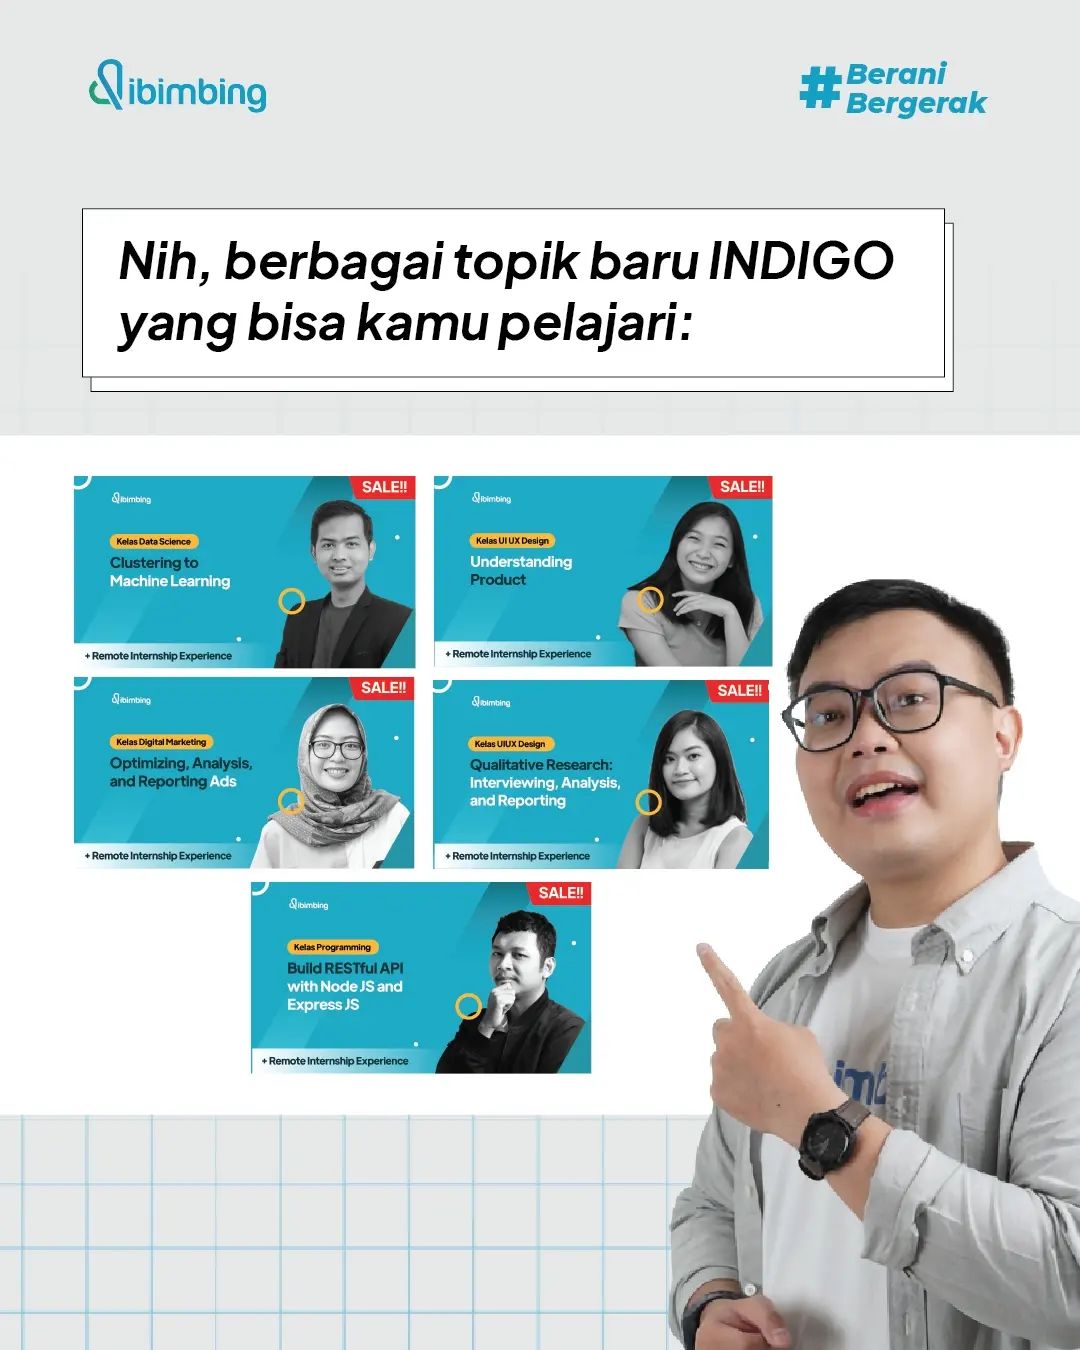 ibimbing
#Berani
Bergerak
Nih, berbagai topik baru INDIGO
yang bisa kamu pelajari:
SALE!!
ibimbing
Kelas Data Science
Clustering to
Machine Learning
+ Remote Internship Experience
SALE!!
ibimbing
Kelas UI UX Design
Understanding
Product
+ Remote Internship Experience
SALE!!
ibimbing
Kelas Digital Marketing
Optimizing, Analysis,
and Reporting Ads
+ Remote Internship Experience
SALE!!
ibimbing
Kelas UIUX Design
Qualitative Research:
Interviewing, Analysis,
and Reporting
+ Remote Internship Experience
SALE!!
ibimbing
Kelas Programming
Build RESTful API
with Node JS and
Express JS
+ Remote Internship Experience